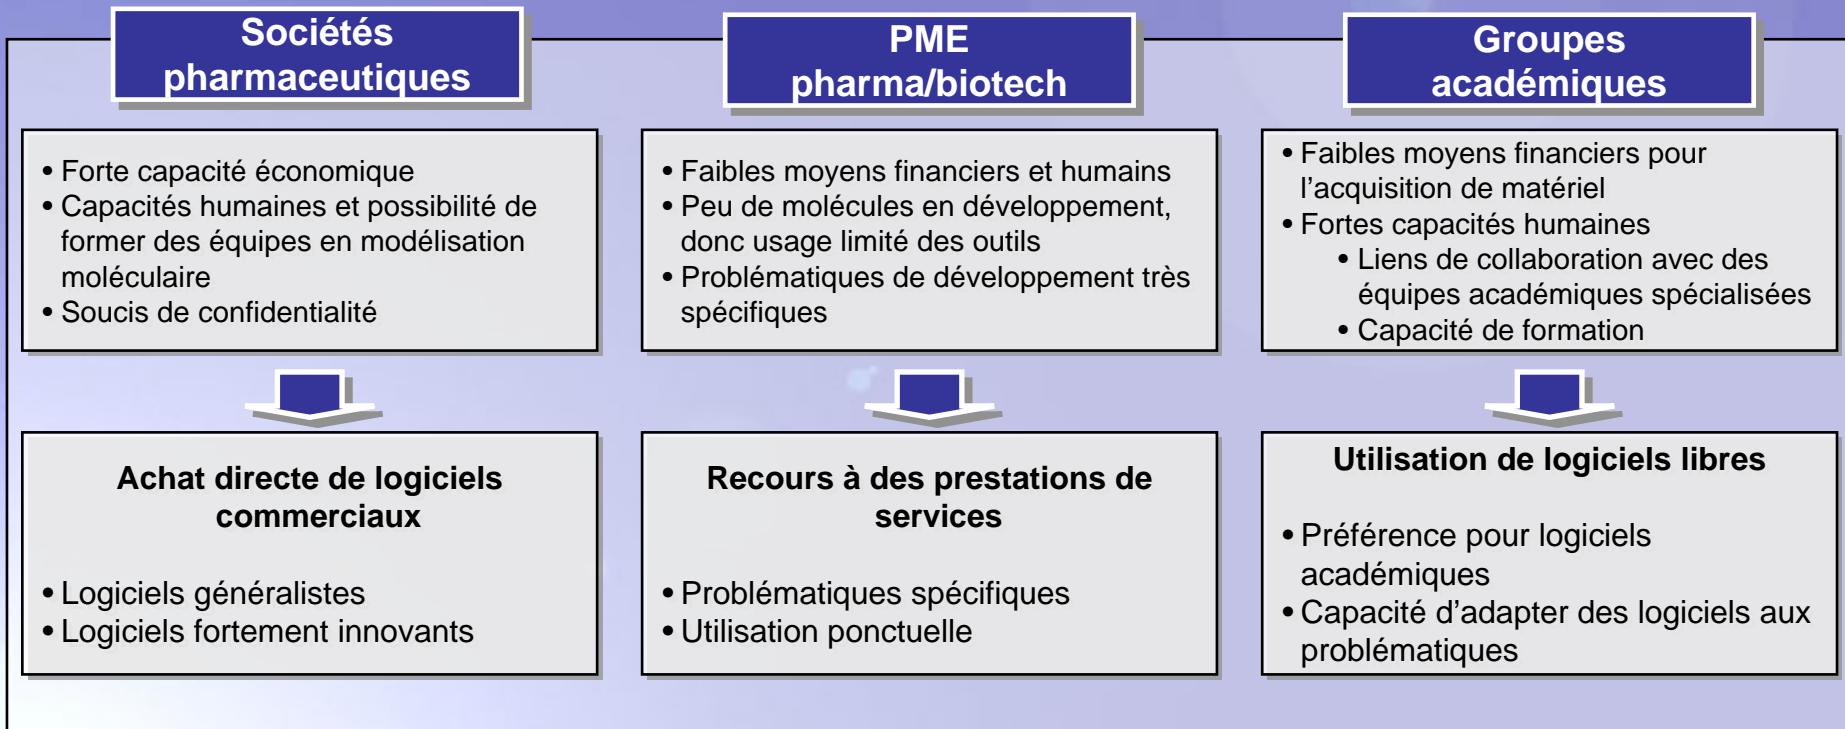 Sociétés
pharmaceutiques
• Forte capacité économique
• Capacités humaines et possibilité de
former des équipes en modélisation
moléculaire
• Soucis de confidentialité
Achat directe de logiciels
commerciaux
• Logiciels généralistes
• Logiciels fortement innovants
PME
pharma/biotech
• Faibles moyens financiers et humains
• Peu de molécules en développement,
donc usage limité des outils
• Problématiques de développement très
spécifiques
Recours à des prestations de
services
• Problématiques spécifiques
• Utilisation ponctuelle
Groupes
académiques
• Faibles moyens financiers pour
l'acquisition de matériel
• Fortes capacités humaines
• Liens de collaboration avec des
équipes académiques spécialisées
• Capacité de formation
Utilisation de logiciels libres
• Préférence pour logiciels
académiques
• Capacité d'adapter des logiciels aux
problématiques